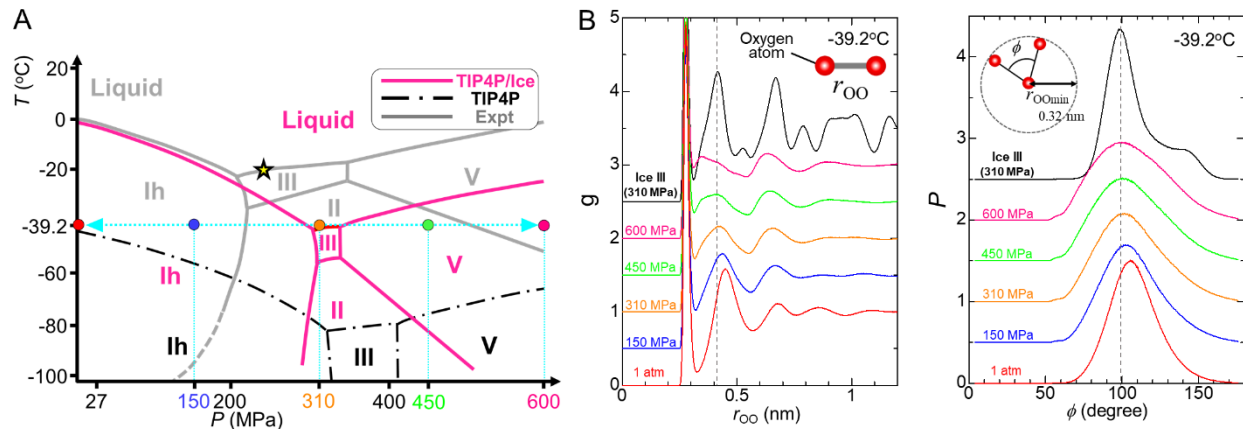 A
T (°C)
20
0
-20
-39.2
-60
-80
-100
Liquid
Liquid
TIP4P/Ice
TIP4P
Expt
Ih
III
V
II
III
Ih
V
II
Ih
III
V
27
150
200
310
400
450
600
P (MPa)
B
g
5
4
3
2
1
0
Oxygen
atom
-39.2°C
rOO
Ice III
(310 MPa)
600 MPa
450 MPa
310 MPa
150 MPa
1 atm
0
0.5
1
rOO (nm)
P
4
3
2
1
0
ϕ
-39.2°C
rOOmin
0.32 nm
Ice III
(310 MPa)
600 MPa
450 MPa
310 MPa
150 MPa
1 atm
0
50
100
150
ϕ (degree)